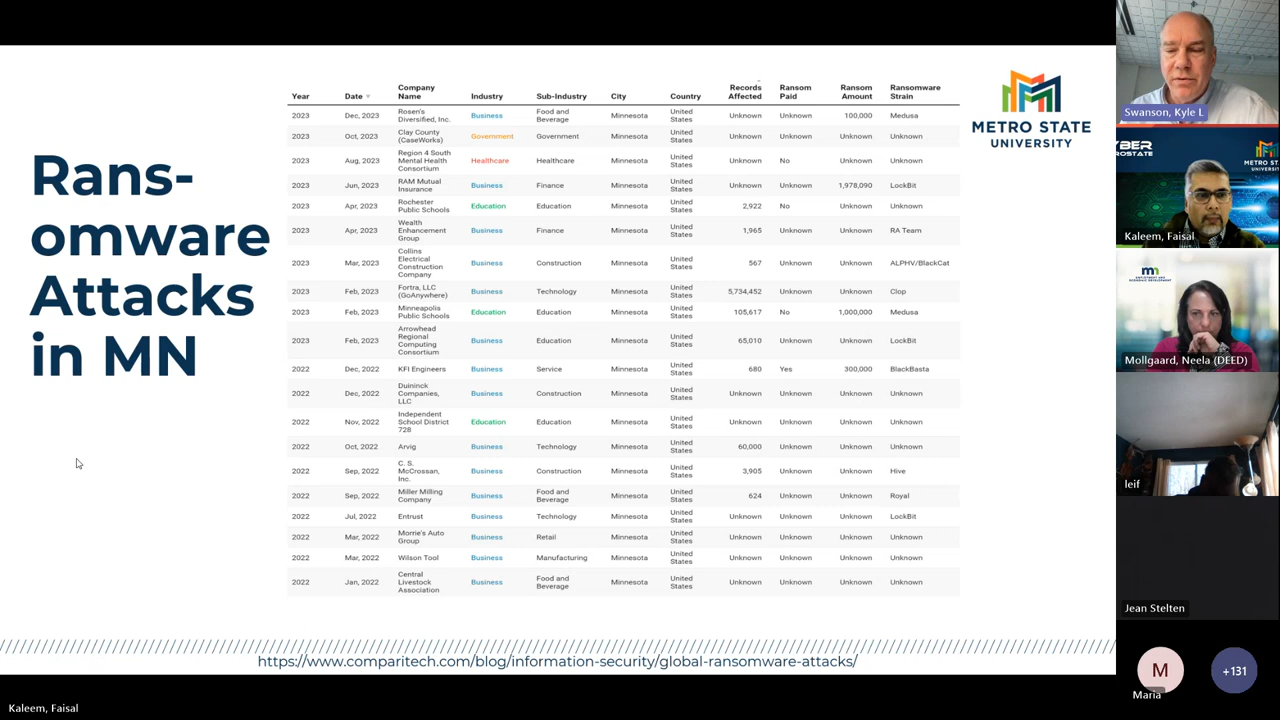 Rans-
omware
Attacks
in MN
Year Date Company Name Industry Sub-Industry City Country Records Affected Ransom Paid Ransom Amount Ransomware Strain
2023 Dec, 2023 Rosen's Diversified, Inc. Business Food and Beverage Minnesota United States Unknown Unknown 100,000 Medusa
2023 Oct, 2023 Clay County (CaseWorks) Government Government Minnesota United States Unknown Unknown Unknown Unknown
2023 Aug, 2023 Region 4 South Mental Health Consortium Healthcare Healthcare Minnesota United States Unknown No Unknown Unknown
2023 Jun, 2023 RAM Mutual Insurance Business Finance Minnesota United States Unknown Unknown 1,978,090 LockBit
2023 Apr, 2023 Rochester Public Schools Education Education Minnesota United States 2,922 No Unknown Unknown
2023 Apr, 2023 Wealth Enhancement Group Business Finance Minnesota United States 1,965 Unknown Unknown RA Team
2023 Mar, 2023 Collins Electrical Construction Company Business Construction Minnesota United States 567 Unknown Unknown ALPHV/BlackCat
2023 Feb, 2023 Fortra, LLC (GoAnywhere) Business Technology Minnesota United States 5,734,452 Unknown Unknown Clop
2023 Feb, 2023 Minneapolis Public Schools Education Education Minnesota United States 105,617 No 1,000,000 Medusa
2023 Feb, 2023 Arrowhead Regional Computing Consortium Business Education Minnesota United States 65,010 Unknown Unknown LockBit
2022 Dec, 2022 KFI Engineers Business Service Minnesota United States 680 Yes 300,000 BlackBasta
2022 Dec, 2022 Duininck Companies, LLC Business Construction Minnesota United States Unknown Unknown Unknown Unknown
2022 Nov, 2022 Independent School District 728 Education Education Minnesota United States Unknown Unknown Unknown Unknown
2022 Oct, 2022 Arvig Business Technology Minnesota United States 60,000 Unknown Unknown Unknown
2022 Sep, 2022 C. S. McCrossan, Inc. Business Construction Minnesota United States 3,905 Unknown Unknown Hive
2022 Sep, 2022 Miller Milling Company Business Food and Beverage Minnesota United States 624 Unknown Unknown Royal
2022 Jul, 2022 Entrust Business Technology Minnesota United States Unknown Unknown Unknown LockBit
2022 Mar, 2022 Morrie's Auto Group Business Retail Minnesota United States Unknown Unknown Unknown Unknown
2022 Mar, 2022 Wilson Tool Business Manufacturing Minnesota United States Unknown Unknown Unknown Unknown
2022 Jan, 2022 Central Livestock Association Business Food and Beverage Minnesota United States Unknown Unknown Unknown Unknown
METRO STATE
UNIVERSITY
https://www.comparitech.com/blog/information-security/global-ransomware-attacks/
Kaleem, Faisal
Swanson, Kyle L
Kaleem, Faisal
mn
Mollgaard, Neela (DEED)
leif
Jean Stelten
M
Maria
+131